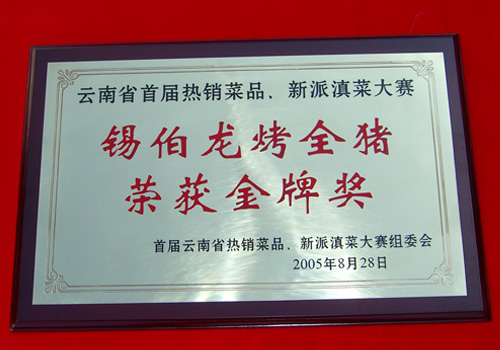 云南省首届热销菜品、新派滇菜大赛
锡伯龙烤全猪
荣获金牌奖
首届云南省热销菜品、新派滇菜大赛组委会
2005年8月28日